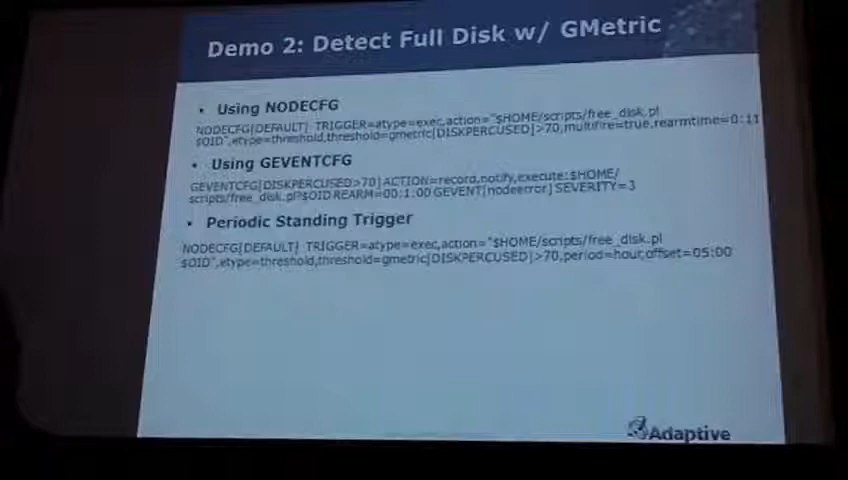 Demo 2: Detect Full Disk w/ GMetric
• Using NODECFG
NODECFG[DEFAULT] TRIGGER=atype=exec,action="$HOME/scripts/free_disk.pl
$OID",etype=threshold,threshold=gmetric[DISKPERCUSED]>70,multifire=true,rearmtime=0:11
• Using GEVENTCFG
GEVENTCFG[DISKPERCUSED>70] ACTION=record,notify,execute:$HOME/
scripts/free_disk.pl?$OID REARM=00:1:00 GEVENT[nodeerror] SEVERITY=3
• Periodic Standing Trigger
NODECFG[DEFAULT] TRIGGER=atype=exec,action="$HOME/scripts/free_disk.pl
$OID",etype=threshold,threshold=gmetric[DISKPERCUSED]>70,period=hour,offset=05:00
Adaptive